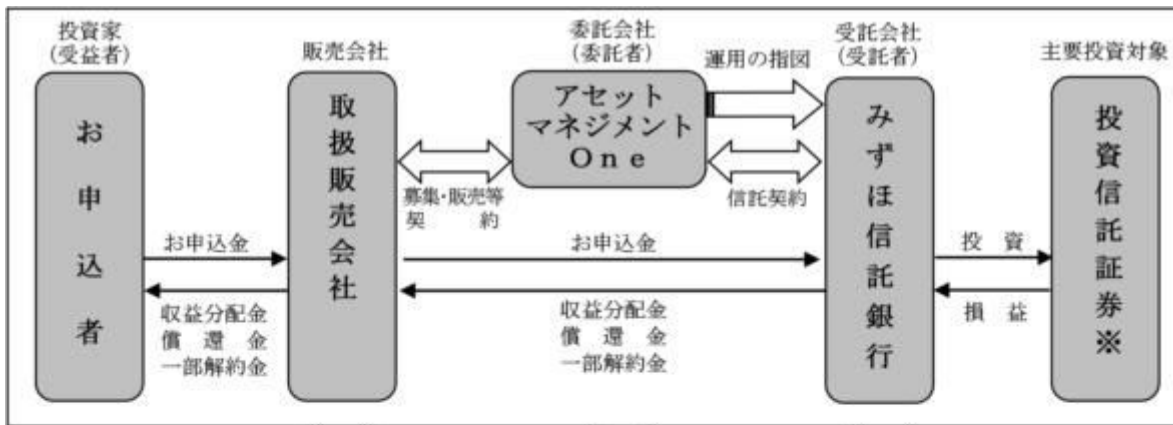 投資家
(受益者)
お申込者
販売会社
取扱販売会社
委託会社
(委託者)
アセット
マネジメント
One
運用の指図
受託会社
(受託者)
みずほ信託銀行
主要投資対象
投資信託証券※
募集・販売等
契約
信託契約
お申込金
お申込金
投資
収益分配金
償還金
一部解約金
収益分配金
償還金
一部解約金
損益